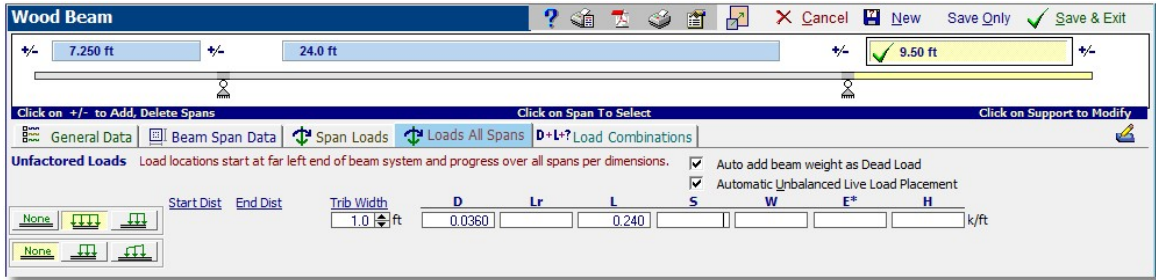 Wood Beam ? Cancel New Save Only Save & Exit
+/- 7.250 ft +/- 24.0 ft +/- 9.50 ft +/-
Click on +/- to Add, Delete Spans Click on Span To Select Click on Support to Modify
General Data Beam Span Data Span Loads Loads All Spans D+L+? Load Combinations
Unfactored Loads Load locations start at far left end of beam system and progress over all spans per dimensions. Auto add beam weight as Dead Load
Automatic Unbalanced Live Load Placement
Start Dist End Dist Trib Width D Lr L S W E* H
None 1.0 ft 0.0360 0.240 k/ft
None